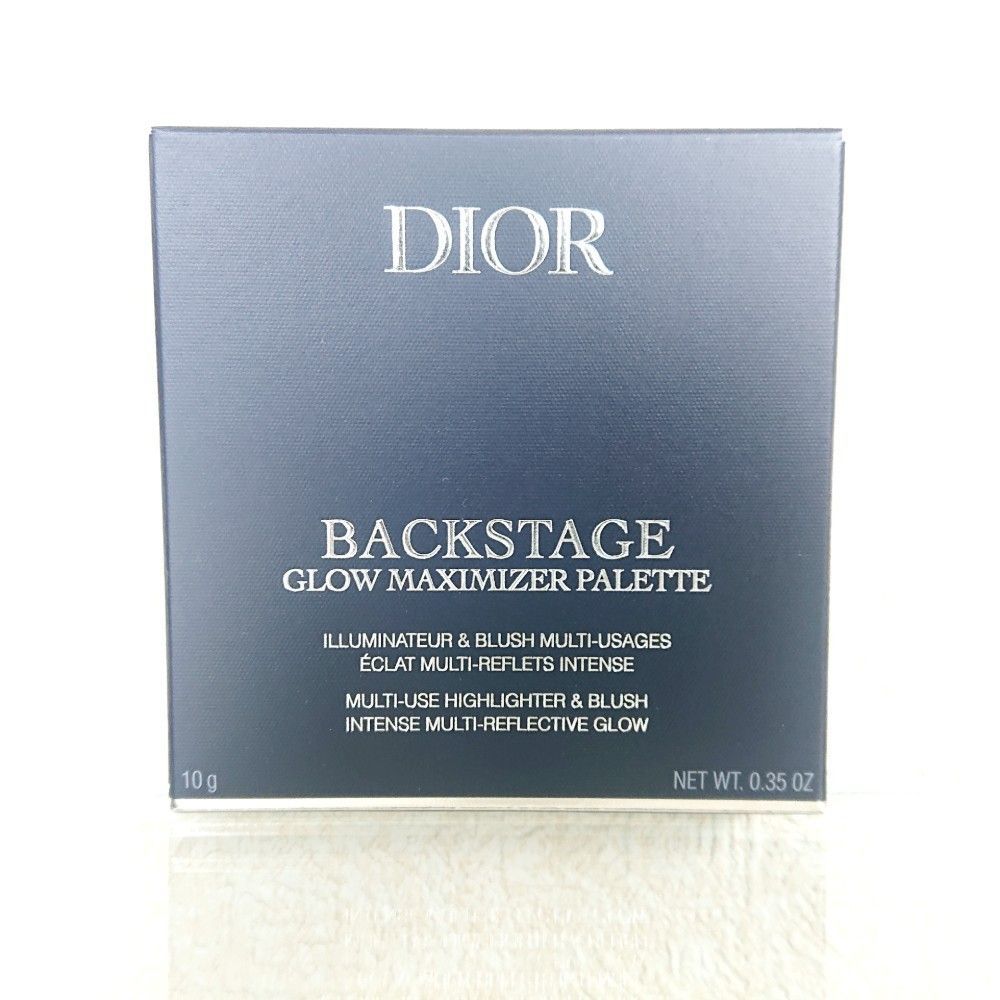 DIOR
BACKSTAGE
GLOW MAXIMIZER PALETTE
ILLUMINATEUR & BLUSH MULTI-USAGES
ÉCLAT MULTI-REFLETS INTENSE
MULTI-USE HIGHLIGHTER & BLUSH
INTENSE MULTI-REFLECTIVE GLOW
10 g
NET WT. 0.35 OZ